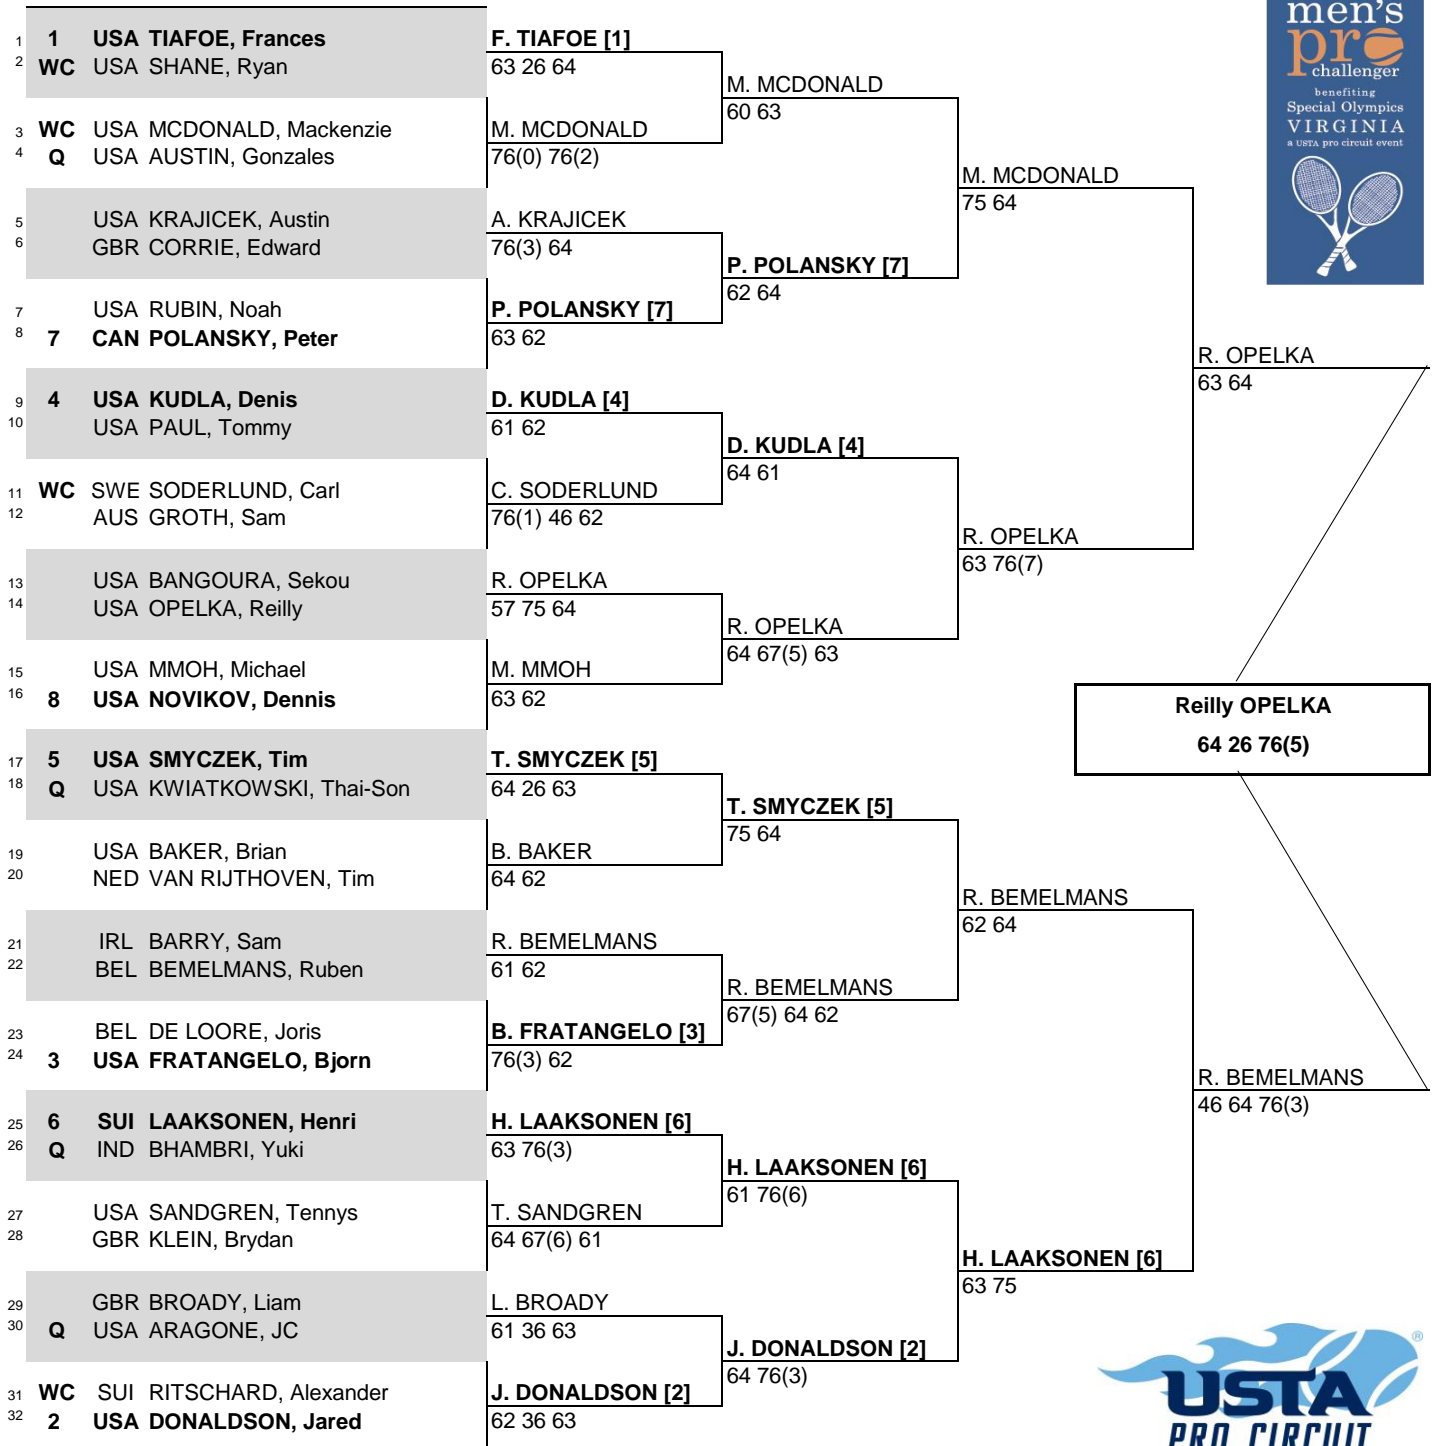 1 1 USA TIAFOE, Frances
2 WC USA SHANE, Ryan
3 WC USA MCDONALD, Mackenzie
4 Q USA AUSTIN, Gonzales
5 USA KRAJICEK, Austin
6 GBR CORRIE, Edward
7 USA RUBIN, Noah
8 7 CAN POLANSKY, Peter
9 4 USA KUDLA, Denis
10 USA PAUL, Tommy
11 WC SWE SODERLUND, Carl
12 AUS GROTH, Sam
13 USA BANGOURA, Sekou
14 USA OPELKA, Reilly
15 USA MMOH, Michael
16 8 USA NOVIKOV, Dennis
17 5 USA SMYCZEK, Tim
18 Q USA KWIATKOWSKI, Thai-Son
19 USA BAKER, Brian
20 NED VAN RIJTHOVEN, Tim
21 IRL BARRY, Sam
22 BEL BEMELMANS, Ruben
23 BEL DE LOORE, Joris
24 3 USA FRATANGELO, Bjorn
25 6 SUI LAAKSONEN, Henri
26 Q IND BHAMBRI, Yuki
27 USA SANDGREN, Tennys
28 GBR KLEIN, Brydan
29 GBR BROADY, Liam
30 Q USA ARAGONE, JC
31 WC SUI RITSCHARD, Alexander
32 2 USA DONALDSON, Jared
F. TIAFOE [1]
63 26 64
M. MCDONALD
76(0) 76(2)
A. KRAJICEK
76(3) 64
P. POLANSKY [7]
63 62
D. KUDLA [4]
61 62
C. SODERLUND
76(1) 46 62
R. OPELKA
57 75 64
M. MMOH
63 62
T. SMYCZEK [5]
64 26 63
B. BAKER
64 62
R. BEMELMANS
61 62
B. FRATANGELO [3]
76(3) 62
H. LAAKSONEN [6]
63 76(3)
T. SANDGREN
64 67(6) 61
L. BROADY
61 36 63
J. DONALDSON [2]
62 36 63
M. MCDONALD
60 63
P. POLANSKY [7]
62 64
D. KUDLA [4]
64 61
R. OPELKA
64 67(5) 63
T. SMYCZEK [5]
75 64
R. BEMELMANS
67(5) 64 62
H. LAAKSONEN [6]
61 76(6)
J. DONALDSON [2]
64 76(3)
M. MCDONALD
75 64
R. OPELKA
63 76(7)
R. BEMELMANS
62 64
H. LAAKSONEN [6]
63 75
R. OPELKA
63 64
R. BEMELMANS
46 64 76(3)
Reilly OPELKA
64 26 76(5)
men's
pro
challenger
benefiting
Special Olympics
VIRGINIA
a USTA pro circuit event
USTA
PRO CIRCUIT